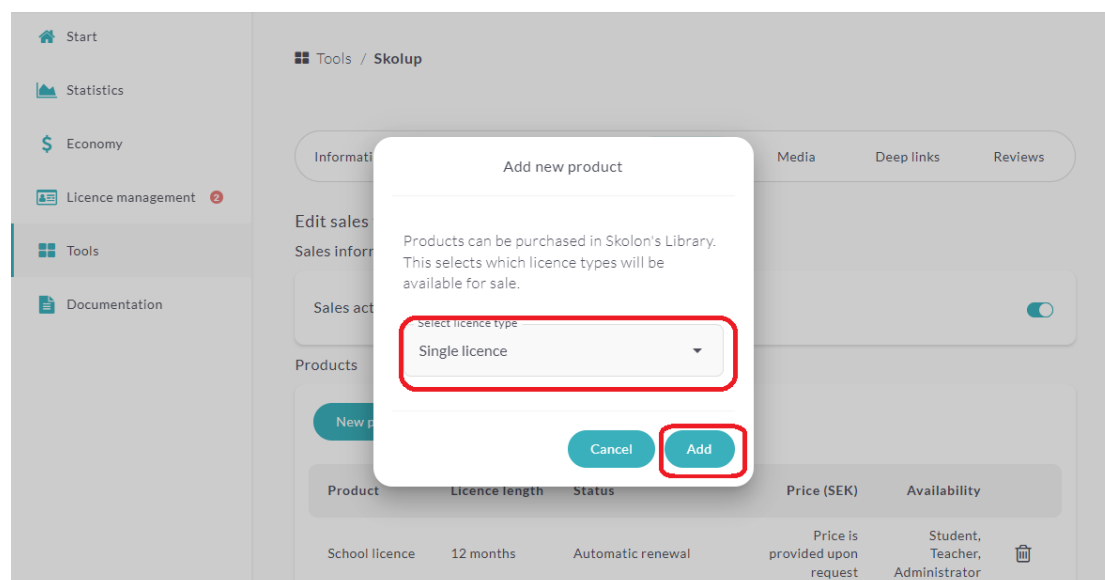 Start
Tools / Skolup
Statistics
Economy
Informati
Media
Deep links
Reviews
Add new product
Licence management 2
Edit sales
Products can be purchased in Skolon's Library.
Tools
Sales inforr
This selects which licence types will be
available for sale.
Documentation
Sales act
Select licence type
Single licence
Products
New p
Cancel
Add
Product
Licence length
Status
Price (SEK)
Availability
School licence
12 months
Automatic renewal
Price is
provided upon
request
Student,
Teacher,
Administrator